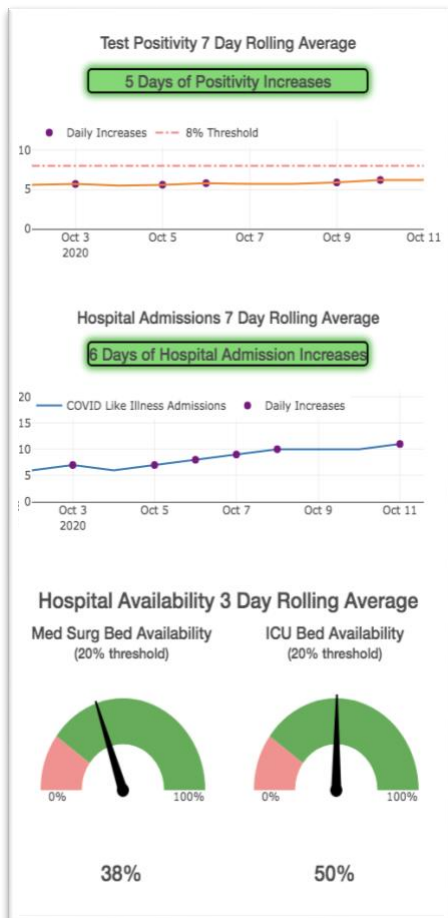 Test Positivity 7 Day Rolling Average
5 Days of Positivity Increases
Daily Increases 8% Threshold
10
5
0
Oct 3 Oct 5 Oct 6 Oct 7 Oct 9 Oct 11
2020
Hospital Admissions 7 Day Rolling Average
6 Days of Hospital Admission Increases
20
COVID Like Illness Admissions Daily Increases
15
10
5
0
Oct 3 Oct 5 Oct 7 Oct 9 Oct 11
2020
Hospital Availability 3 Day Rolling Average
Med Surg Bed Availability ICU Bed Availability
(20% threshold) (20% threshold)
0% 100% 0% 100%
38% 50%